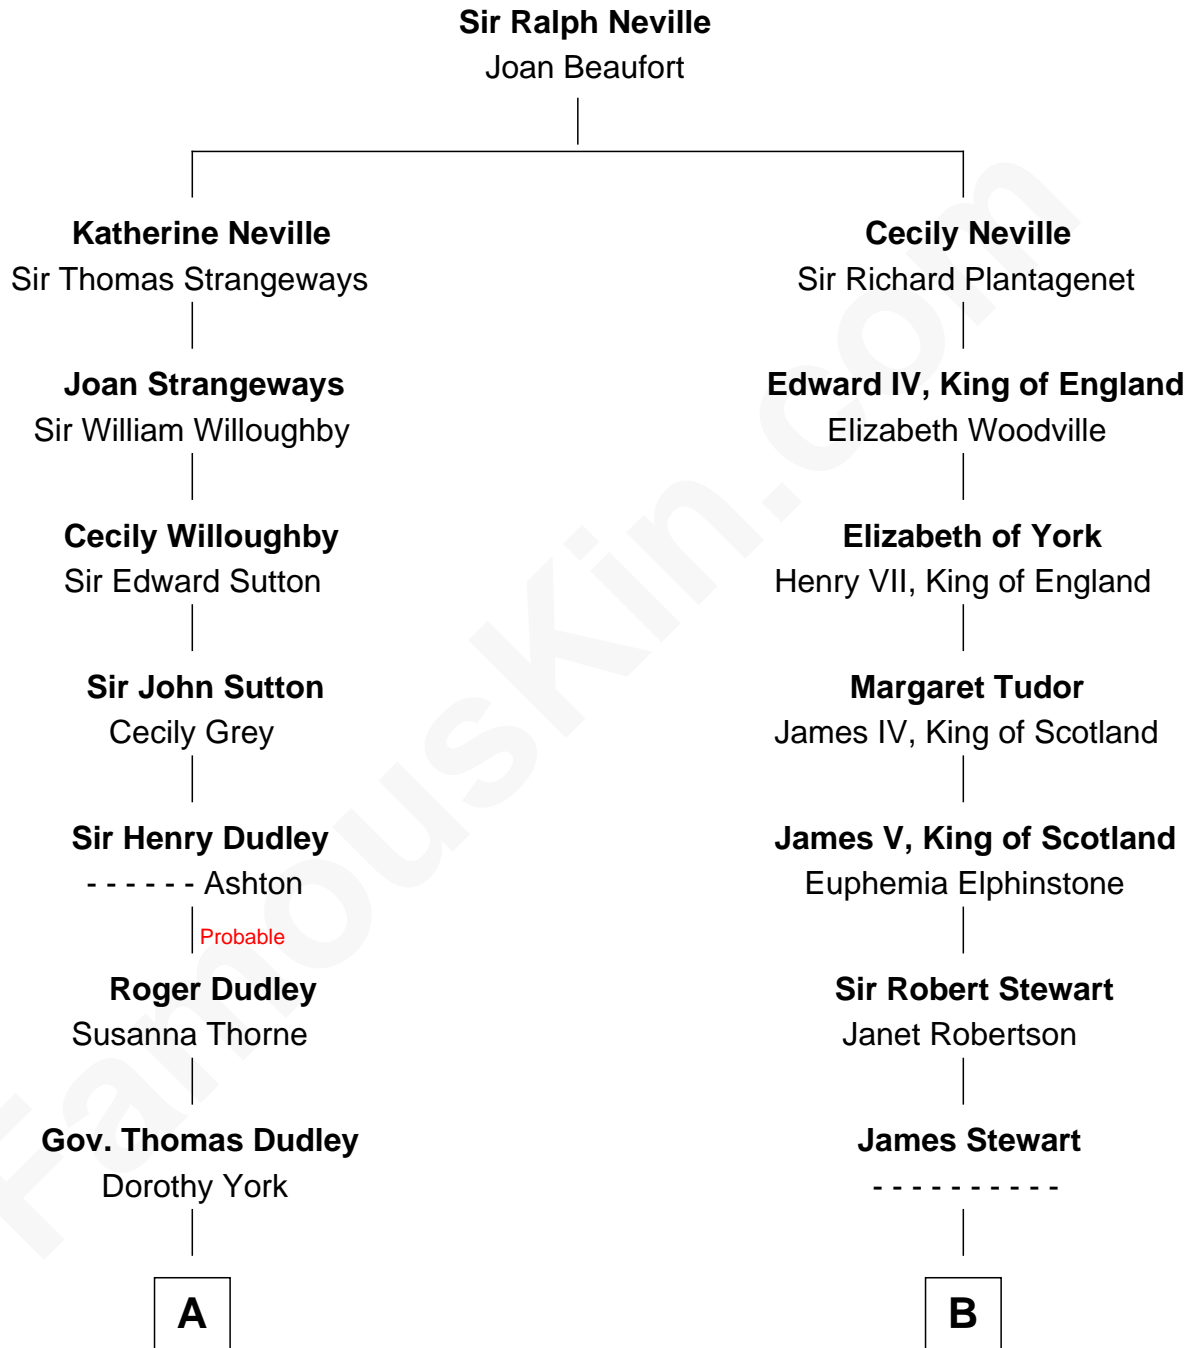 Sir Ralph Neville
Joan Beaufort
Katherine Neville
Sir Thomas Strangeways
Joan Strangeways
Sir William Willoughby
Cecily Willoughby
Sir Edward Sutton
Sir John Sutton
Cecily Grey
Sir Henry Dudley
- - - - - - Ashton
Probable
Roger Dudley
Susanna Thorne
Gov. Thomas Dudley
Dorothy York
A
Cecily Neville
Sir Richard Plantagenet
Edward IV, King of England
Elizabeth Woodville
Elizabeth of York
Henry VII, King of England
Margaret Tudor
James IV, King of Scotland
James V, King of Scotland
Euphemia Elphinstone
Sir Robert Stewart
Janet Robertson
James Stewart
- - - - - - - - - -
B
FamousKin.com